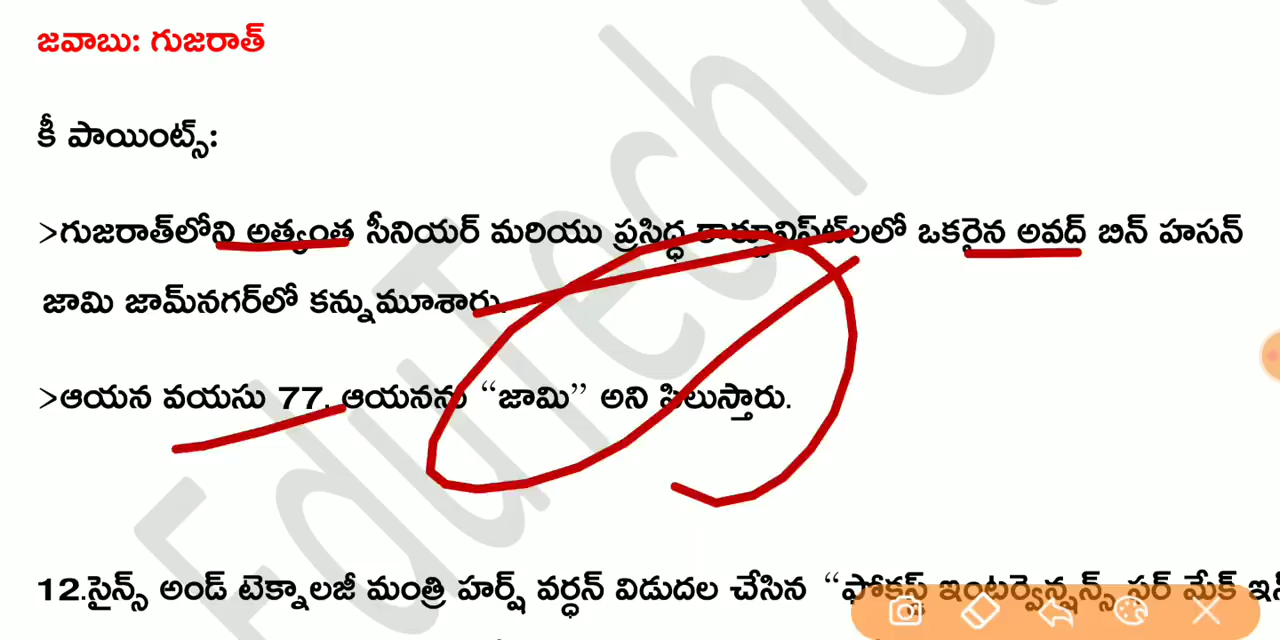 జవాబు: గుజరాత్
కీ పాయింట్స్:
>గుజరాత్‌లోని అత్యంత సీనియర్ మరియు ప్రసిద్ధ కార్టూనిస్ట్‌లలో ఒకరైన అవద్ బిన్ హసన్
జామి జామ్‌నగర్‌లో కన్నుమూశారు.
>ఆయన వయసు 77. ఆయనను “జామి” అని పిలుస్తారు.
12.సైన్స్ అండ్ టెక్నాలజీ మంత్రి హర్ష్ వర్ధన్ విడుదల చేసిన “ఫోకస్డ్ ఇంటర్వెన్షన్స్ ఫర్ మేక్ ఇన్
EduTech